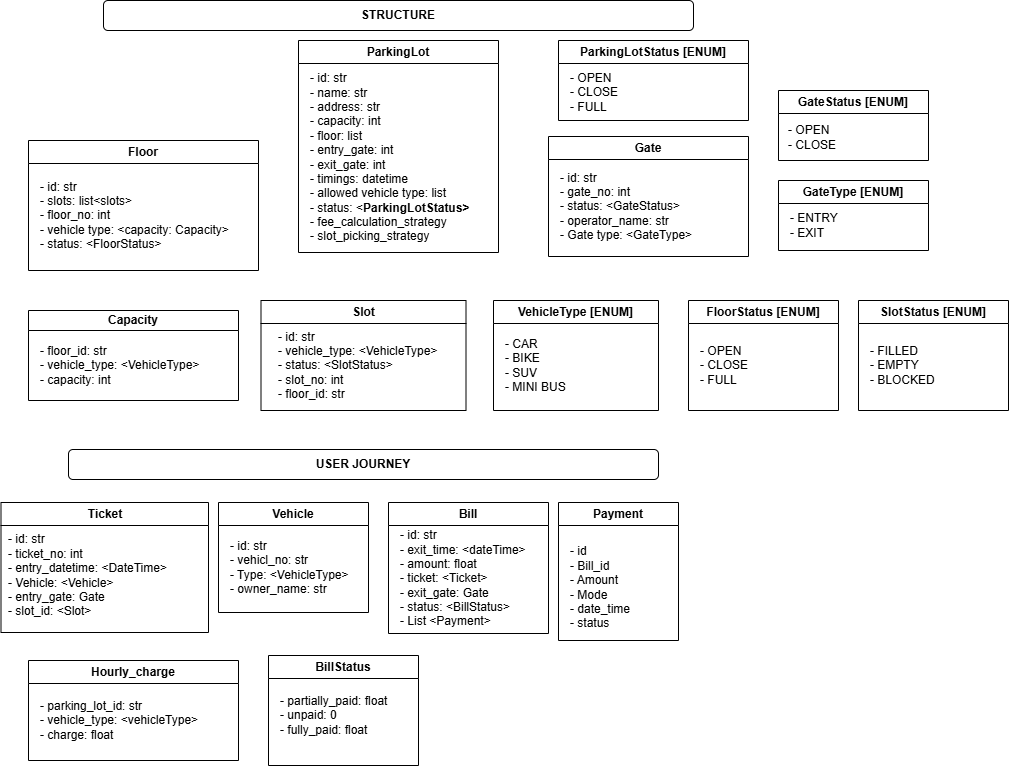 STRUCTURE
ParkingLot
- id: str
- name: str
- address: str
- capacity: int
- floor: list
- entry_gate: int
- exit_gate: int
- timings: datetime
- allowed vehicle type: list
- status: <ParkingLotStatus>
- fee_calculation_strategy
- slot_picking_strategy
ParkingLotStatus [ENUM]
- OPEN
- CLOSE
- FULL
GateStatus [ENUM]
- OPEN
- CLOSE
Floor
- id: str
- slots: list<slots>
- floor_no: int
- vehicle type: <capacity: Capacity>
- status: <FloorStatus>
Gate
- id: str
- gate_no: int
- status: <GateStatus>
- operator_name: str
- Gate type: <GateType>
GateType [ENUM]
- ENTRY
- EXIT
Capacity
- floor_id: str
- vehicle_type: <VehicleType>
- capacity: int
Slot
- id: str
- vehicle_type: <VehicleType>
- status: <SlotStatus>
- slot_no: int
- floor_id: str
VehicleType [ENUM]
- CAR
- BIKE
- SUV
- MINI BUS
FloorStatus [ENUM]
- OPEN
- CLOSE
- FULL
SlotStatus [ENUM]
- FILLED
- EMPTY
- BLOCKED
USER JOURNEY
Ticket
- id: str
- ticket_no: int
- entry_datetime: <DateTime>
- Vehicle: <Vehicle>
- entry_gate: Gate
- slot_id: <Slot>
Vehicle
- id: str
- vehicl_no: str
- Type: <VehicleType>
- owner_name: str
Bill
- id: str
- exit_time: <dateTime>
- amount: float
- ticket: <Ticket>
- exit_gate: Gate
- status: <BillStatus>
- List <Payment>
Payment
- id
- Bill_id
- Amount
- Mode
- date_time
- status
Hourly_charge
- parking_lot_id: str
- vehicle_type: <vehicleType>
- charge: float
BillStatus
- partially_paid: float
- unpaid: 0
- fully_paid: float